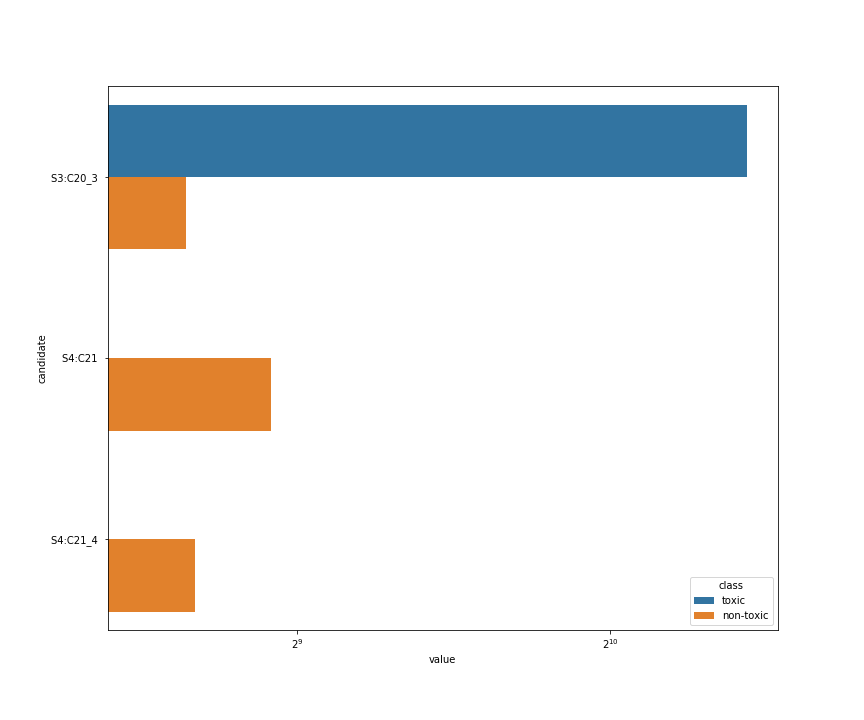 S3:C20_3
S4:C21
S4:C21_4
candidate
2⁹
2¹⁰
value
class
toxic
non-toxic